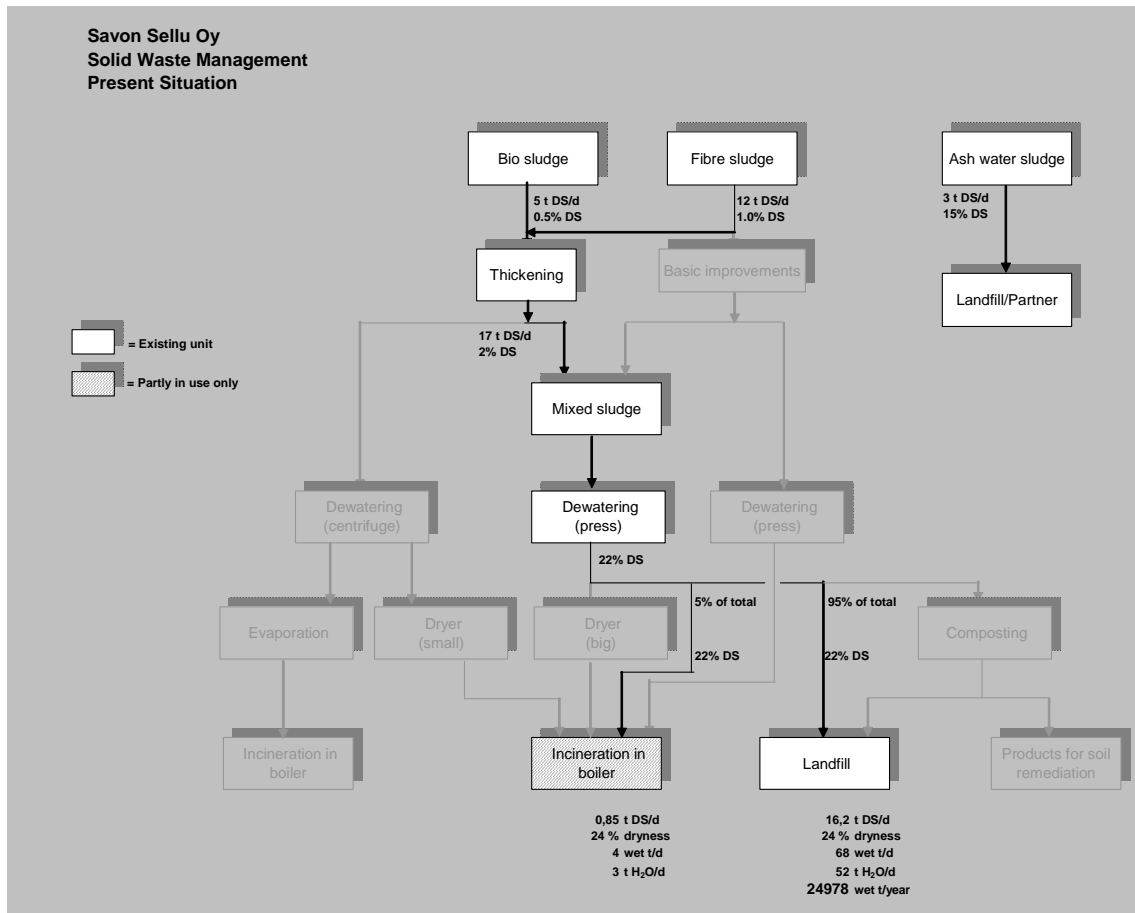 Savon Sellu Oy
Solid Waste Management
Present Situation
Bio sludge
Fibre sludge
Ash water sludge
5 t DS/d
0.5% DS
12 t DS/d
1.0% DS
3 t DS/d
15% DS
Thickening
Basic improvements
Landfill/Partner
17 t DS/d
2% DS
= Existing unit
= Partly in use only
Mixed sludge
Dewatering
(centrifuge)
Dewatering
(press)
Dewatering
(press)
22% DS
5% of total
95% of total
Evaporation
Dryer
(small)
Dryer
(big)
Composting
22% DS
22% DS
Incineration in
boiler
Incineration in
boiler
Landfill
Products for soil
remediation
0,85 t DS/d
24 % dryness
4 wet t/d
3 t H₂O/d
16,2 t DS/d
24 % dryness
68 wet t/d
52 t H₂O/d
24978 wet t/year